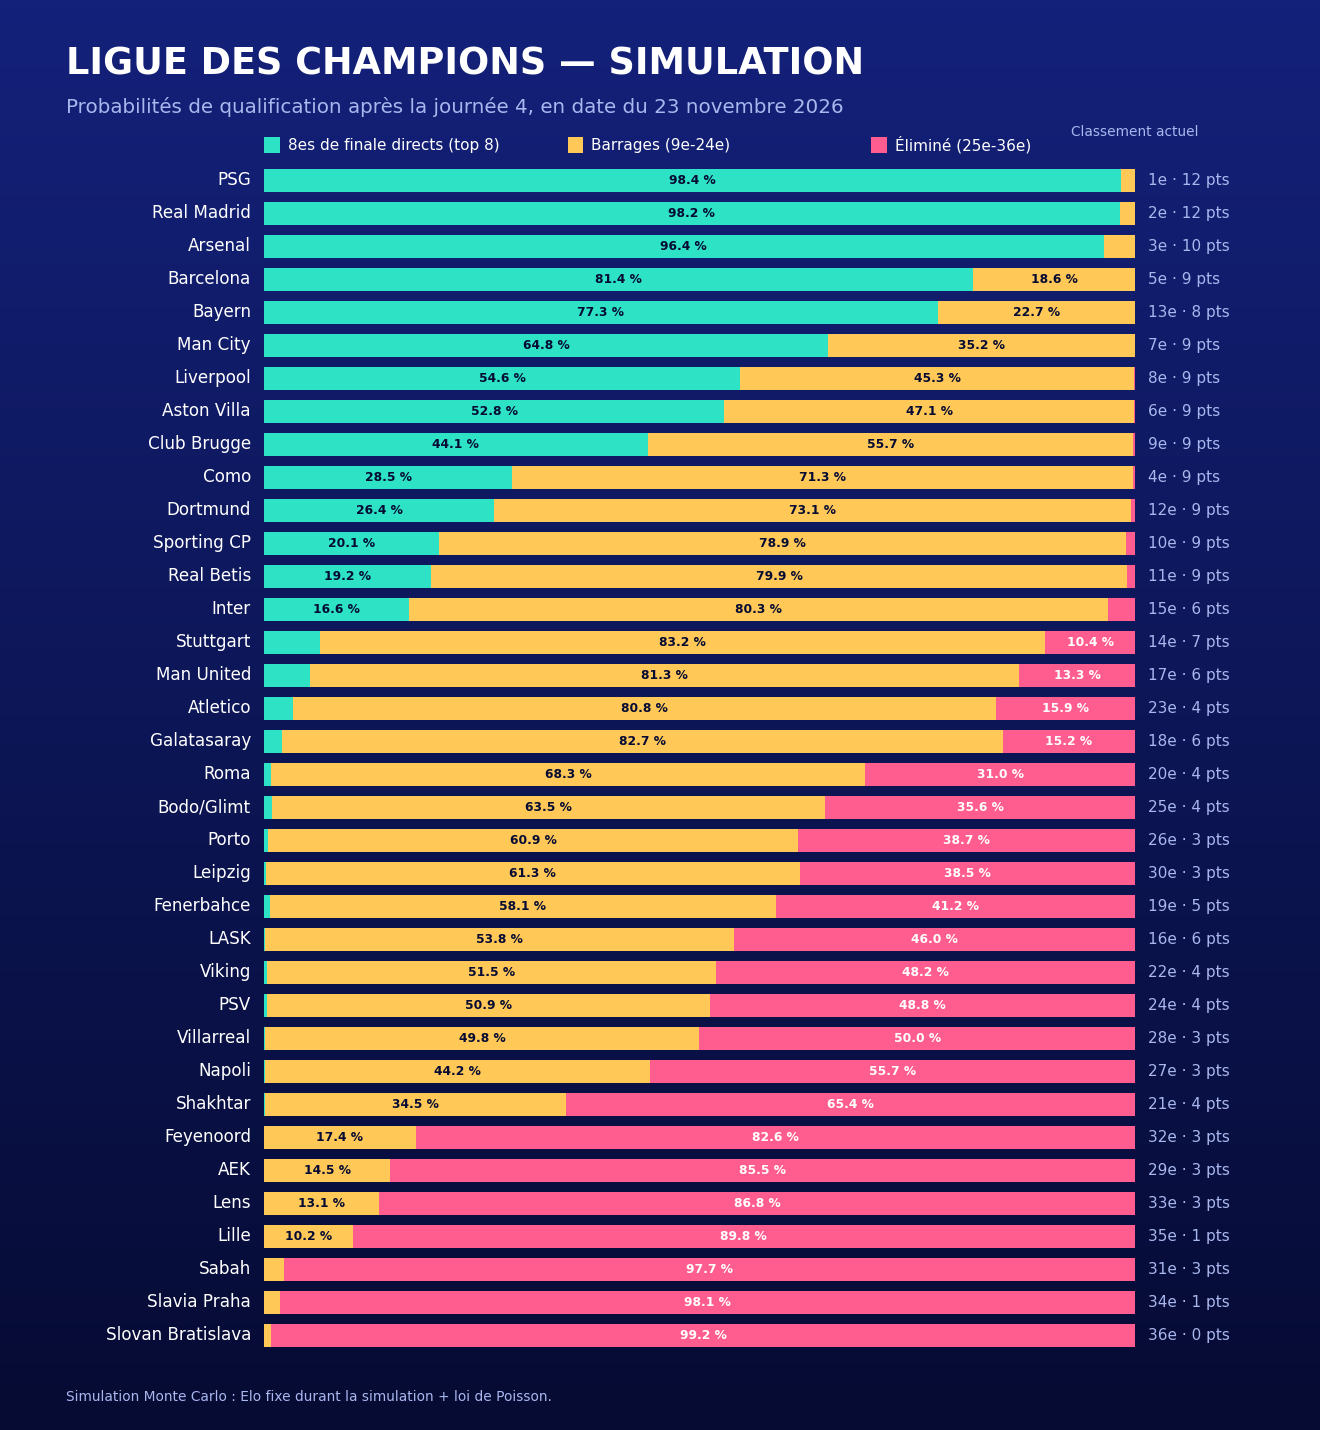 LIGUE DES CHAMPIONS — SIMULATION
Probabilités de qualification après la journée 4, en date du 23 novembre 2026
Classement actuel
8es de finale directs (top 8) Barrages (9e-24e) Éliminé (25e-36e)
PSG 98.4 % 1e · 12 pts
Real Madrid 98.2 % 2e · 12 pts
Arsenal 96.4 % 3e · 10 pts
Barcelona 81.4 % 18.6 % 5e · 9 pts
Bayern 77.3 % 22.7 % 13e · 8 pts
Man City 64.8 % 35.2 % 7e · 9 pts
Liverpool 54.6 % 45.3 % 8e · 9 pts
Aston Villa 52.8 % 47.1 % 6e · 9 pts
Club Brugge 44.1 % 55.7 % 9e · 9 pts
Como 28.5 % 71.3 % 4e · 9 pts
Dortmund 26.4 % 73.1 % 12e · 9 pts
Sporting CP 20.1 % 78.9 % 10e · 9 pts
Real Betis 19.2 % 79.9 % 11e · 9 pts
Inter 16.6 % 80.3 % 15e · 6 pts
Stuttgart 83.2 % 10.4 % 14e · 7 pts
Man United 81.3 % 13.3 % 17e · 6 pts
Atletico 80.8 % 15.9 % 23e · 4 pts
Galatasaray 82.7 % 15.2 % 18e · 6 pts
Roma 68.3 % 31.0 % 20e · 4 pts
Bodo/Glimt 63.5 % 35.6 % 25e · 4 pts
Porto 60.9 % 38.7 % 26e · 3 pts
Leipzig 61.3 % 38.5 % 30e · 3 pts
Fenerbahce 58.1 % 41.2 % 19e · 5 pts
LASK 53.8 % 46.0 % 16e · 6 pts
Viking 51.5 % 48.2 % 22e · 4 pts
PSV 50.9 % 48.8 % 24e · 4 pts
Villarreal 49.8 % 50.0 % 28e · 3 pts
Napoli 44.2 % 55.7 % 27e · 3 pts
Shakhtar 34.5 % 65.4 % 21e · 4 pts
Feyenoord 17.4 % 82.6 % 32e · 3 pts
AEK 14.5 % 85.5 % 29e · 3 pts
Lens 13.1 % 86.8 % 33e · 3 pts
Lille 10.2 % 89.8 % 35e · 1 pts
Sabah 97.7 % 31e · 3 pts
Slavia Praha 98.1 % 34e · 1 pts
Slovan Bratislava 99.2 % 36e · 0 pts
Simulation Monte Carlo : Elo fixe durant la simulation + loi de Poisson.